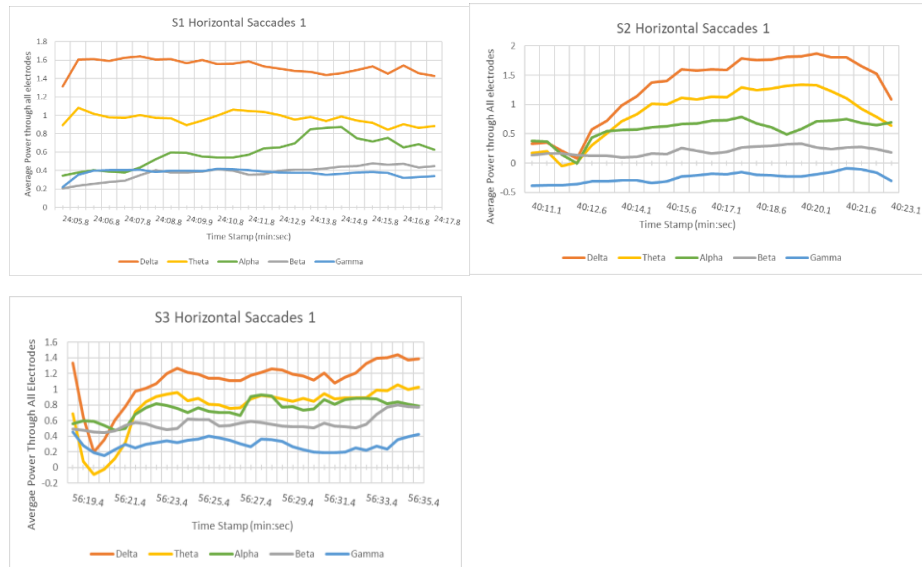 S1 Horizontal Saccades 1
Average Power through all electrodes
1.8
1.6
1.4
1.2
1
0.8
0.6
0.4
0.2
0
24:05.8 24:06.8 24:07.8 24:08.8 24:09.9 24:10.8 24:11.8 24:12.9 24:13.8 24:14.9 24:15.8 24:16.8 24:17.8
Time Stamp (min:sec)
Delta Theta Alpha Beta Gamma
S2 Horizontal Saccades 1
Average Power through All electrodes
2
1.5
1
0.5
0
-0.5
40:11.1 40:12.6 40:14.1 40:15.6 40:17.1 40:18.6 40:20.1 40:21.6 40:23.1
Time Stamp (min:sec)
Delta Theta Alpha Beta Gamma
S3 Horizontal Saccades 1
Avergae Power Through All Electrodes
1.6
1.4
1.2
1
0.8
0.6
0.4
0.2
0
-0.2
56:19.4 56:21.4 56:23.4 56:25.4 56:27.4 56:29.4 56:31.4 56:33.4 56:35.4
Time Stamp (min:sec)
Delta Theta Alpha Beta Gamma